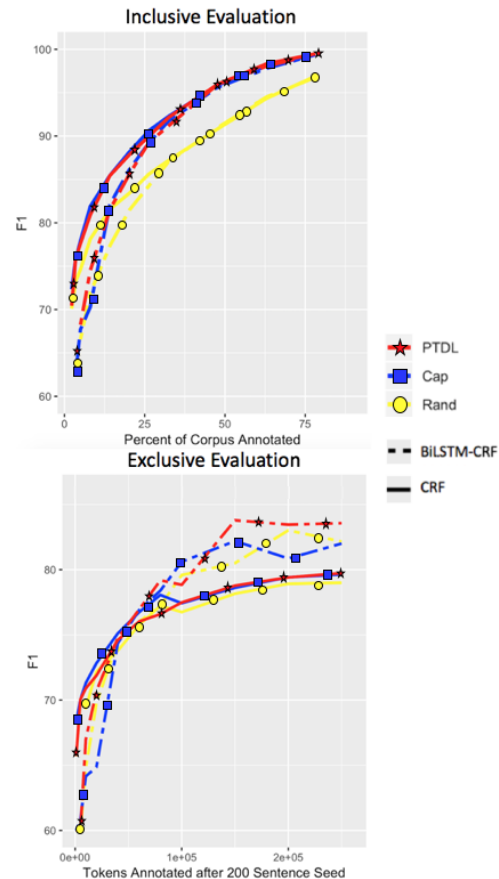 Inclusive Evaluation
100
90
80
70
60
F1
0 25 50 75
Percent of Corpus Annotated
PTDL
Cap
Rand
BiLSTM-CRF
CRF
Exclusive Evaluation
80
70
60
F1
0e+00 1e+05 2e+05
Tokens Annotated after 200 Sentence Seed